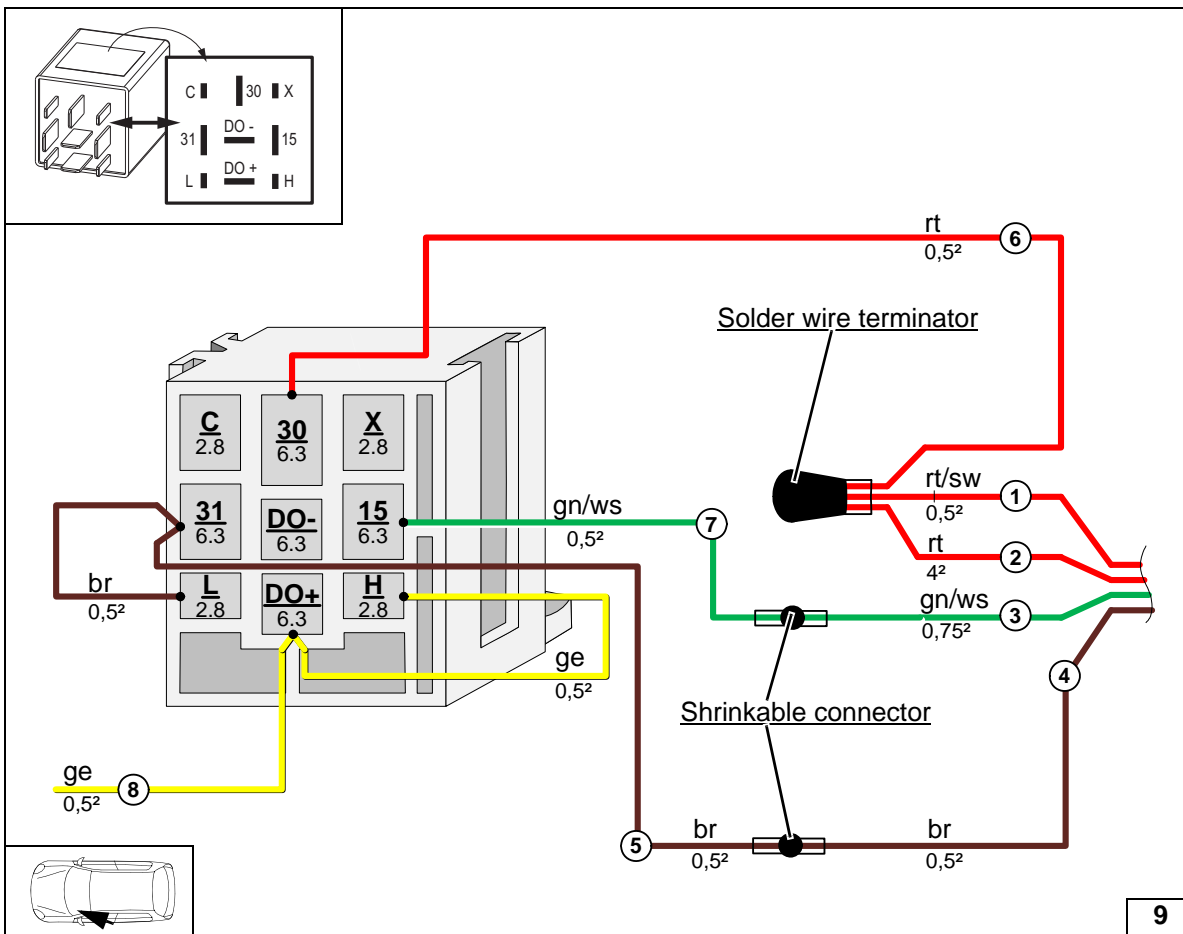 C 30 X
31 DO - 15
DO +
L H
rt
0,5²
6
Solder wire terminator
C
2.8
30
6.3
X
2.8
31
6.3
DO-
6.3
15
6.3
L
2.8
DO+
6.3
H
2.8
gn/ws
0,5²
7
rt/sw
0,5²
1
rt
4²
2
gn/ws
0,75²
3
br
0,5²
ge
0,5²
4
Shrinkable connector
ge
0,5²
8
5
br
0,5²
br
0,5²
9